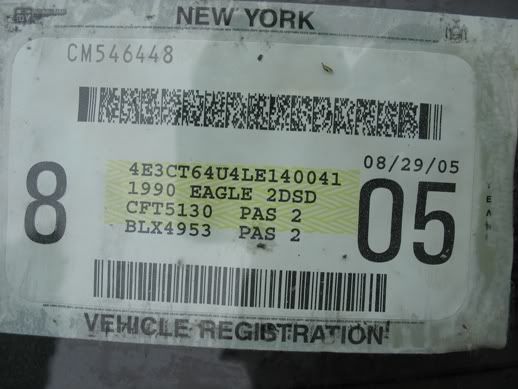 NEW YORK
CM546448
08/29/05
4E3CT64U4LE140041
1990 EAGLE 2DSD
CFT5130 PAS 2
BLX4953 PAS 2
8
05
VEHICLE REGISTRATION